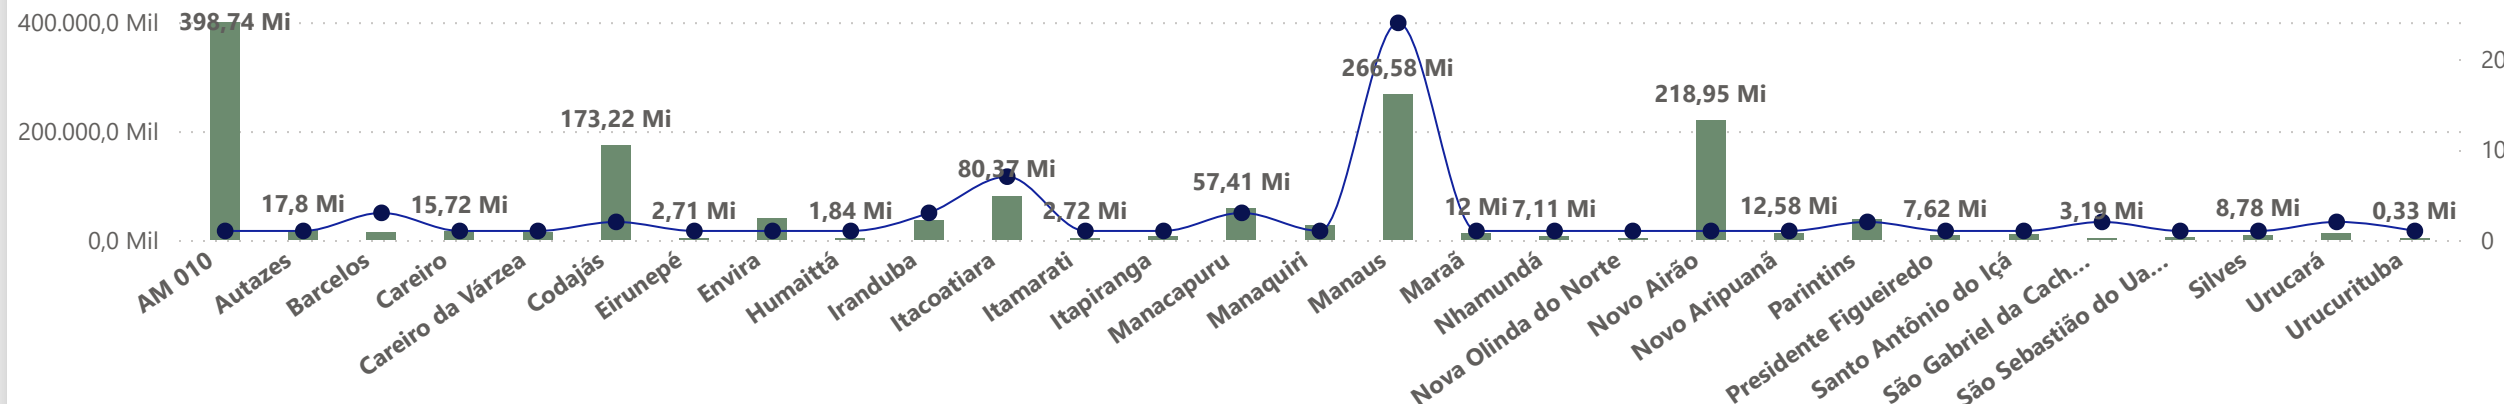 400.000,0 Mil
200.000,0 Mil
0,0 Mil
398,74 Mi
17,8 Mi
15,72 Mi
173,22 Mi
2,71 Mi
1,84 Mi
80,37 Mi
2,72 Mi
57,41 Mi
266,58 Mi
12 Mi
7,11 Mi
218,95 Mi
12,58 Mi
7,62 Mi
3,19 Mi
8,78 Mi
0,33 Mi
20
10
0
AM 010
Autazes
Barcelos
Careiro
Careiro da Várzea
Codajás
Eirunepé
Envira
Humaittá
Iranduba
Itacoatiara
Itamarati
Itapiranga
Manacapuru
Manaquiri
Manaus
Maraã
Nhamundá
Nova Olinda do Norte
Novo Airão
Novo Aripuanã
Parintins
Presidente Figueiredo
Santo Antônio do Içá
São Gabriel da Cach...
São Sebastião do Ua...
Silves
Urucará
Urucurituba